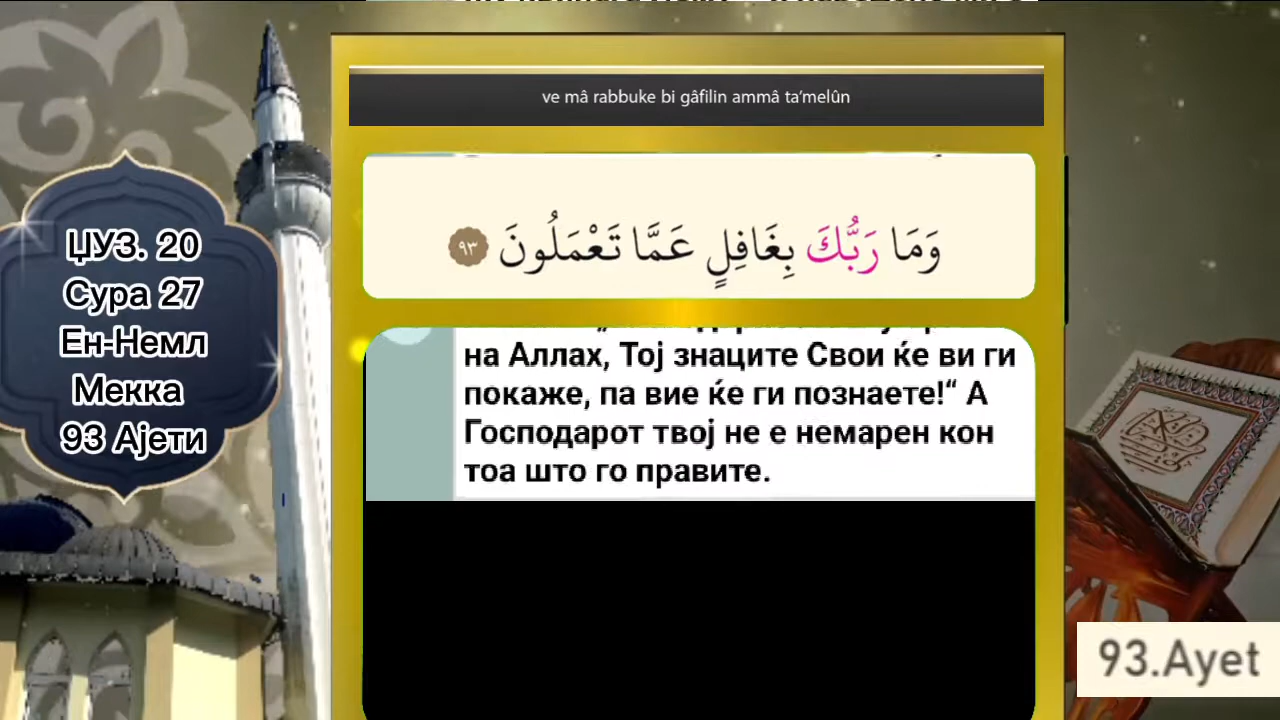 ve mâ rabbuke bi gâfilin ammâ ta’melûn
وَمَا رَبُّكَ بِغَافِلٍ عَمَّا تَعْمَلُونَ ٩٣
ЏУЗ. 20
Сура 27
Ен-Немл
Мекка
93 Ајети
на Аллах, Тој знаците Свои ќе ви ги
покаже, па вие ќе ги познаете!“ А
Господарот твој не е немарен кон
тоа што го правите.
93.Ayet